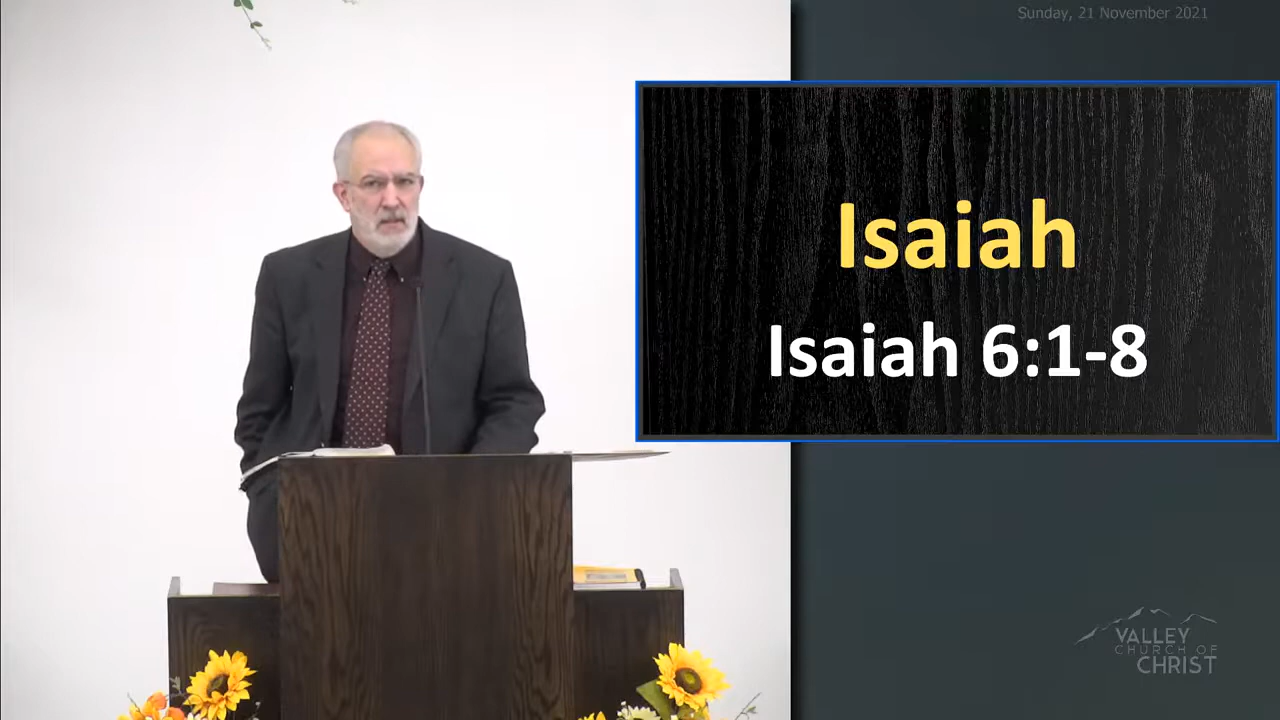 Sunday, 21 November 2021
Isaiah
Isaiah 6:1-8
VALLEY
CHURCH OF
CHRIST